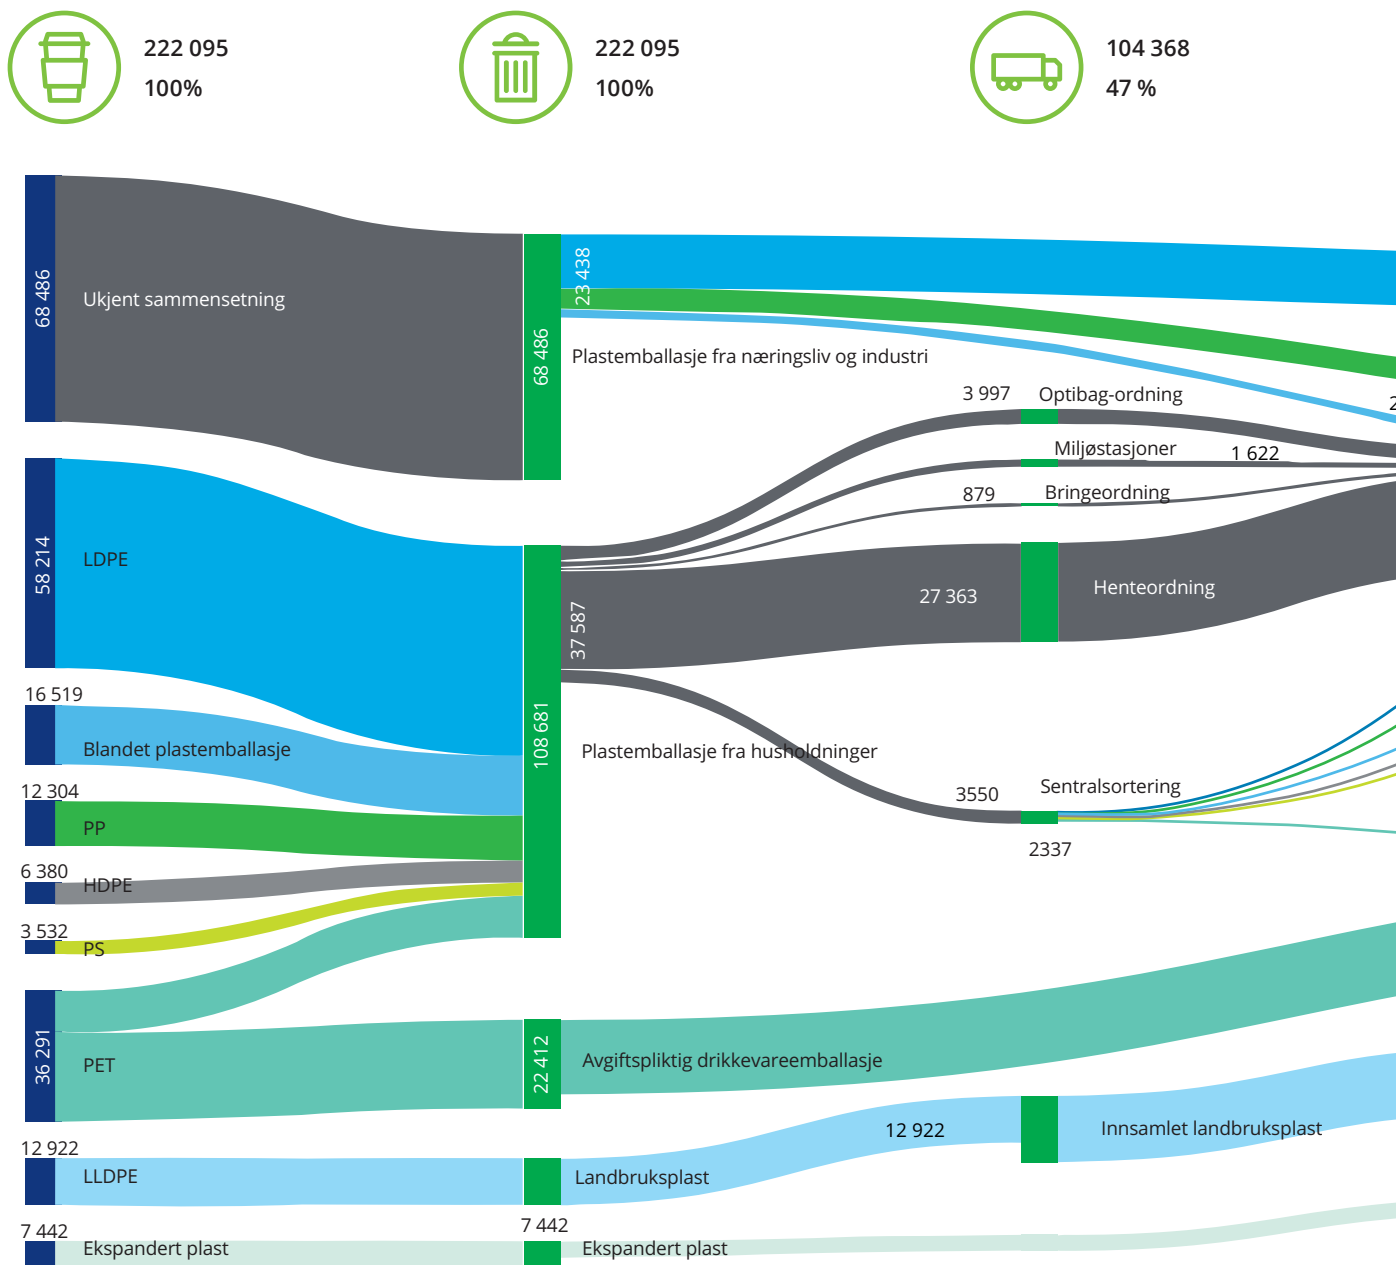 222 095
100%
222 095
100%
104 368
47 %
68 486
Ukjent sammensetning
23 438
68 486
Plastemballasje fra næringsliv og industri
3 997
Optibag-ordning
2
Miljøstasjoner
1 622
879
Bringeordning
58 214
LDPE
27 363
Henteordning
37 587
16 519
Blandet plastemballasje
108 681
Plastemballasje fra husholdninger
12 304
PP
3550
Sentralsortering
2337
6 380
HDPE
3 532
PS
36 291
PET
22 412
Avgiftspliktig drikkevareemballasje
12 922
LLDPE
Landbruksplast
12 922
Innsamlet landbruksplast
7 442
Ekspandert plast
7 442
Ekspandert plast